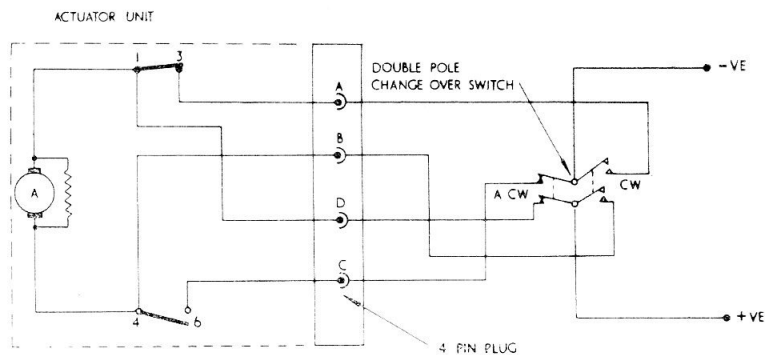 ACTUATOR UNIT
1
3
A
DOUBLE POLE
CHANGE OVER SWITCH
-VE
B
A
A CW
CW
D
C
4
6
+VE
4 PIN PLUG